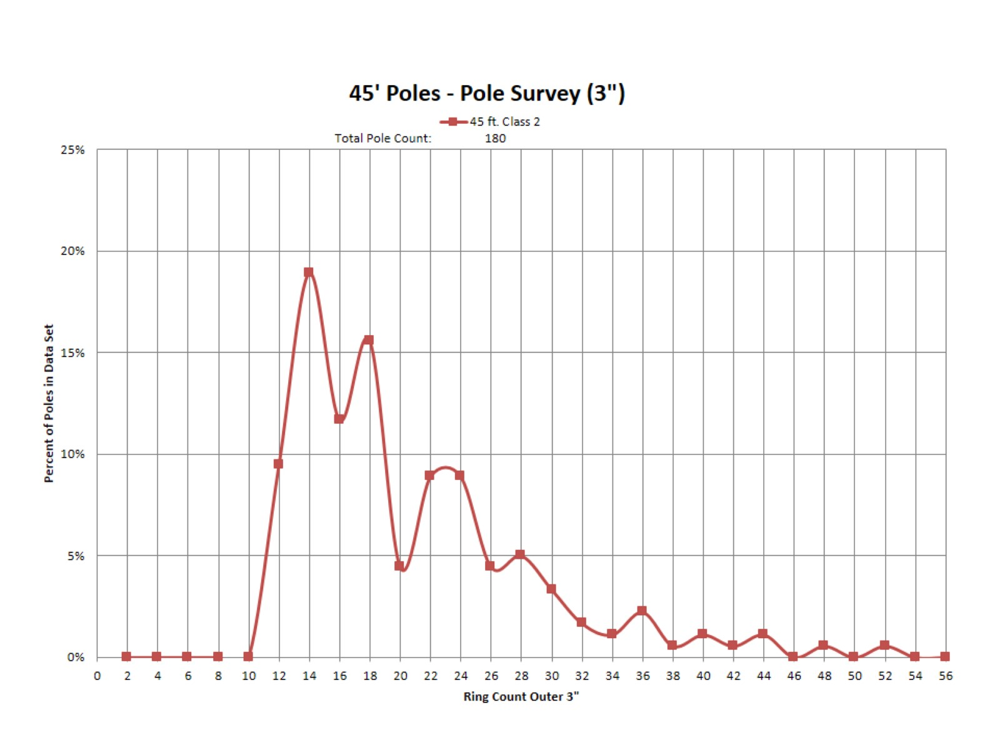 45' Poles - Pole Survey (3")
45 ft. Class 2
Total Pole Count: 180
25%
20%
15%
10%
5%
0%
Percent of Poles in Data Set
0 2 4 6 8 10 12 14 16 18 20 22 24 26 28 30 32 34 36 38 40 42 44 46 48 50 52 54 56
Ring Count Outer 3"